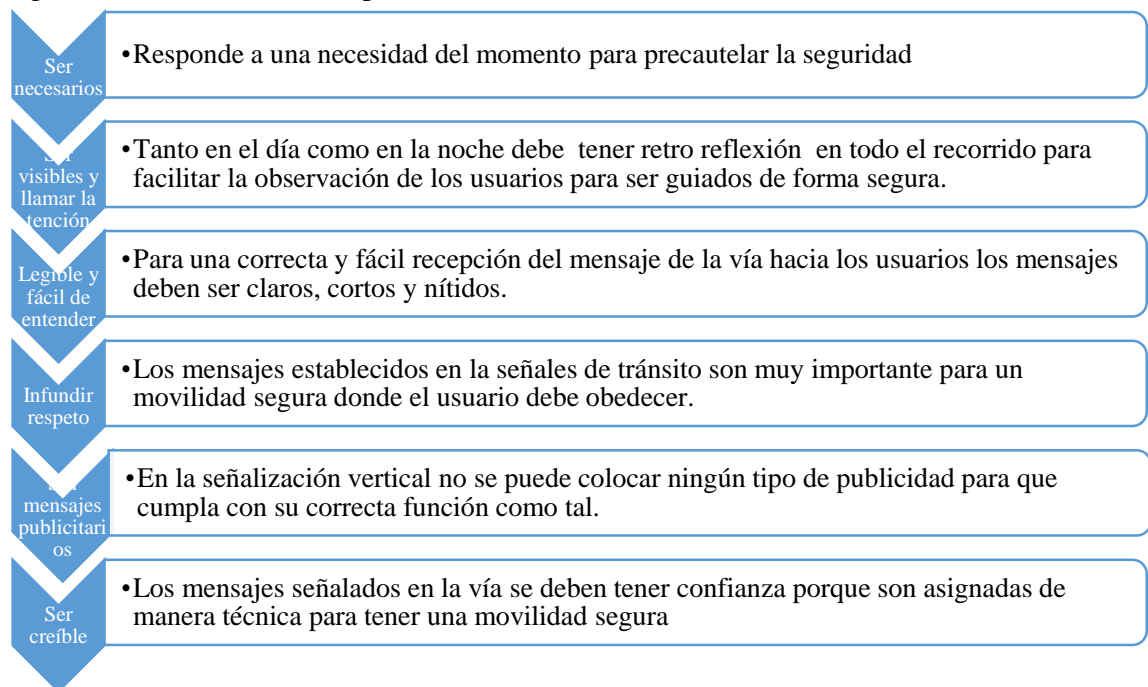 Ser
necesarios
•Responde a una necesidad del momento para precautelar la seguridad
visibles y
llamar la
tención
•Tanto en el día como en la noche debe tener retro reflexión en todo el recorrido para
facilitar la observación de los usuarios para ser guiados de forma segura.
Legible y
fácil de
entender
•Para una correcta y fácil recepción del mensaje de la vía hacia los usuarios los mensajes
deben ser claros, cortos y nítidos.
Infundir
respeto
•Los mensajes establecidos en la señales de tránsito son muy importante para un
movilidad segura donde el usuario debe obedecer.
mensajes
publicitari
os
•En la señalización vertical no se puede colocar ningún tipo de publicidad para que
cumpla con su correcta función como tal.
Ser
creíble
•Los mensajes señalados en la vía se deben tener confianza porque son asignadas de
manera técnica para tener una movilidad segura